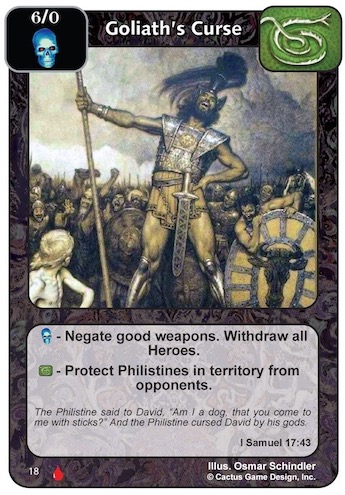 6/0
Goliath's Curse
- Negate good weapons. Withdraw all
Heroes.
- Protect Philistines in territory from
opponents.
The Philistine said to David, "Am I a dog, that you come to
me with sticks?" And the Philistine cursed David by his gods.
I Samuel 17:43
18
Illus. Osmar Schindler
© Cactus Game Design, Inc.